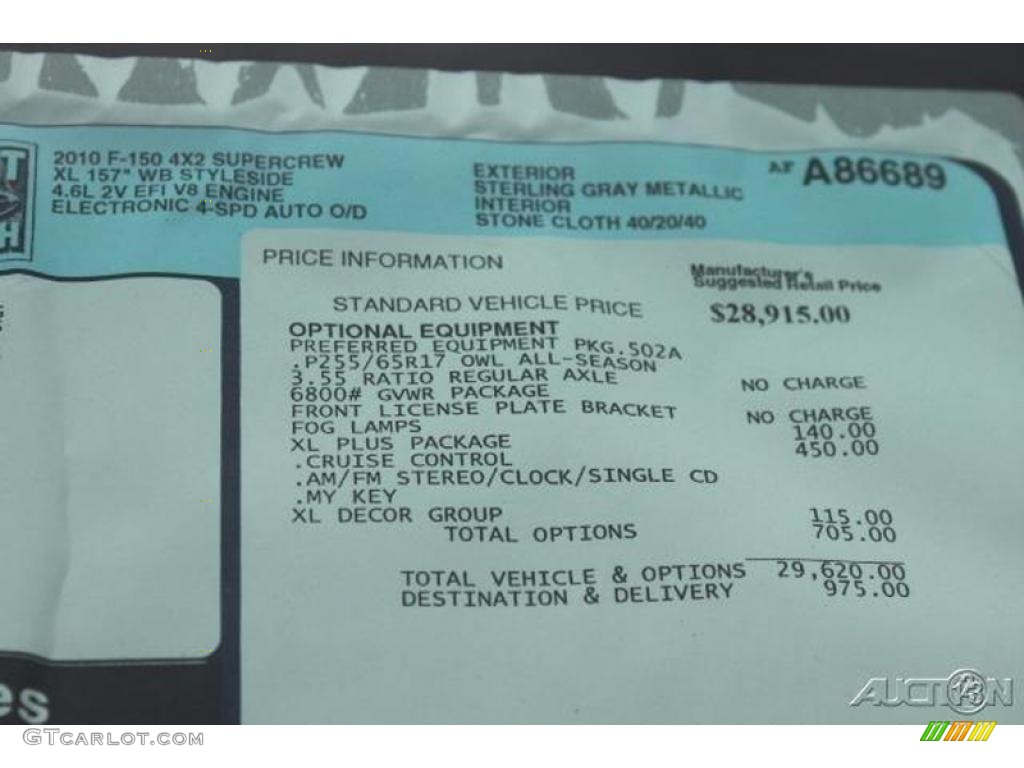 2010 F-150 4X2 SUPERCREW
XL 157" WB STYLESIDE
4.6L 2V EFI V8 ENGINE
ELECTRONIC 4-SPD AUTO O/D
EXTERIOR
STERLING GRAY METALLIC
INTERIOR
STONE CLOTH 40/20/40
AF A86689
PRICE INFORMATION
Manufacturer's
Suggested Retail Price
STANDARD VEHICLE PRICE $28,915.00
OPTIONAL EQUIPMENT
PREFERRED EQUIPMENT PKG.502A
.P255/65R17 OWL ALL-SEASON
3.55 RATIO REGULAR AXLE NO CHARGE
6800# GVWR PACKAGE
FRONT LICENSE PLATE BRACKET NO CHARGE
FOG LAMPS 140.00
XL PLUS PACKAGE 450.00
.CRUISE CONTROL
.AM/FM STEREO/CLOCK/SINGLE CD
.MY KEY
XL DECOR GROUP 115.00
TOTAL OPTIONS 705.00
TOTAL VEHICLE & OPTIONS 29,620.00
DESTINATION & DELIVERY 975.00
es
AUCTION 123
GTCARLOT.COM